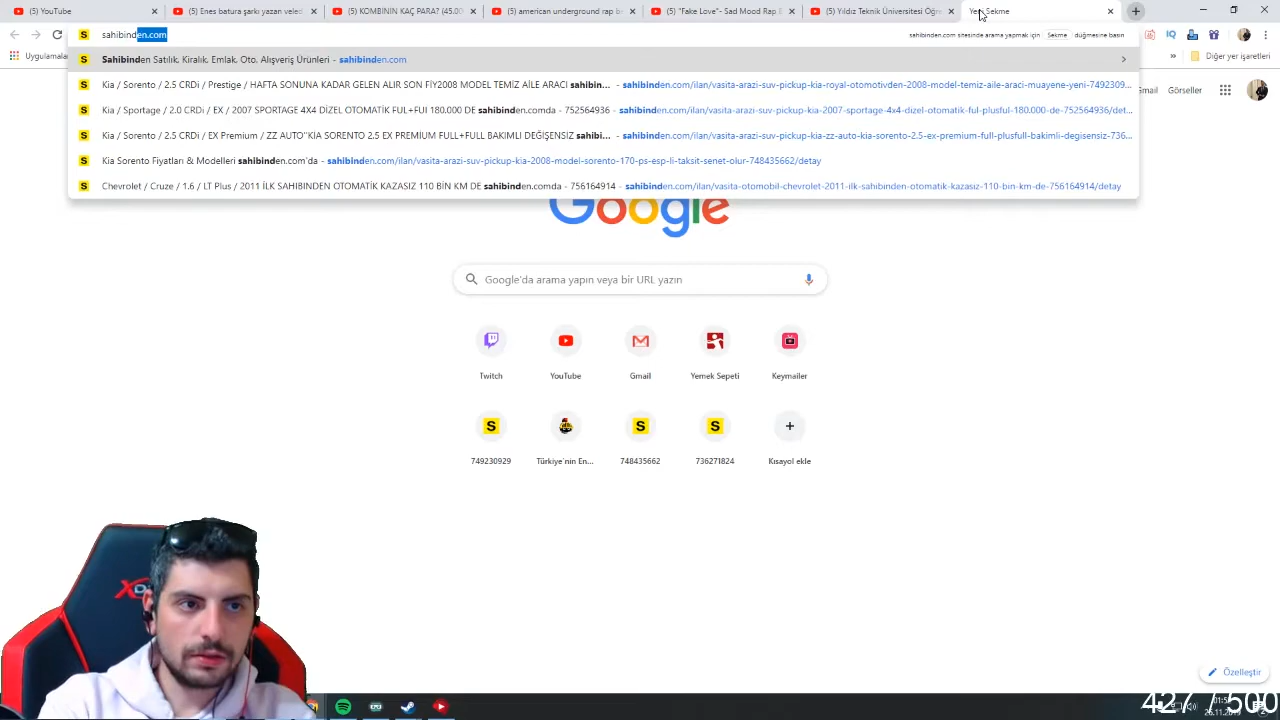 (5) YouTube
(5) Enes batura şarkı yazan veled
(5) KOMBİNİN KAÇ PARA? (4500
(5) american underground rap b
(5) "Fake Love"- Sad Mood Rap
(5) Yıldız Teknik Üniversitesi Öğr
Yeni Sekme
sahibinden.com
sahibinden.com sitesinde arama yapmak için Sekme düğmesine basın
Uygulamalar
Diğer yer işaretleri
Sahibinden Satılık, Kiralık, Emlak, Oto, Alışveriş Ürünleri - sahibinden.com
Kia / Sorento / 2.5 CRDi / Prestige / HAFTA SONUNA KADAR GELEN ALIR SON FİY2008 MODEL TEMİZ AİLE ARACI sahibin... - sahibinden.com/ilan/vasita-arazi-suv-pickup-kia-royal-otomotivden-2008-model-temiz-aile-araci-muayene-yeni-7492309...
Kia / Sportage / 2.0 CRDi / EX / 2007 SPORTAGE 4X4 DİZEL OTOMATİK FUL+FUL 180.000 DE sahibinden.comda - 752564936 - sahibinden.com/ilan/vasita-arazi-suv-pickup-kia-2007-sportage-4x4-dizel-otomatik-ful-plusful-180.000-de-752564936/det...
Kia / Sorento / 2.5 CRDi / EX Premium / ZZ AUTO''KIA SORENTO 2.5 EX PREMIUM FULL+FULL BAKIMLI DEĞİŞENSİZ sahibi... - sahibinden.com/ilan/vasita-arazi-suv-pickup-kia-zz-auto-kia-sorento-2.5-ex-premium-full-plusfull-bakimli-degisensiz-736...
Kia Sorento Fiyatları & Modelleri sahibinden.com'da - sahibinden.com/ilan/vasita-arazi-suv-pickup-kia-2008-model-sorento-170-ps-esp-li-taksit-senet-olur-748435662/detay
Chevrolet / Cruze / 1.6 / LT Plus / 2011 İLK SAHIBINDEN OTOMATİK KAZASIZ 110 BİN KM DE sahibinden.comda - 756164914 - sahibinden.com/ilan/vasita-otomobil-chevrolet-2011-ilk-sahibinden-otomatik-kazasiz-110-bin-km-de-756164914/detay
Gmail
Görseller
Google
Google'da arama yapın veya bir URL yazın
Twitch
YouTube
Gmail
Yemek Sepeti
Keymailer
749230929
Türkiye'nin En...
748435662
736271824
Kısayol ekle
Özelleştir
427 / 500